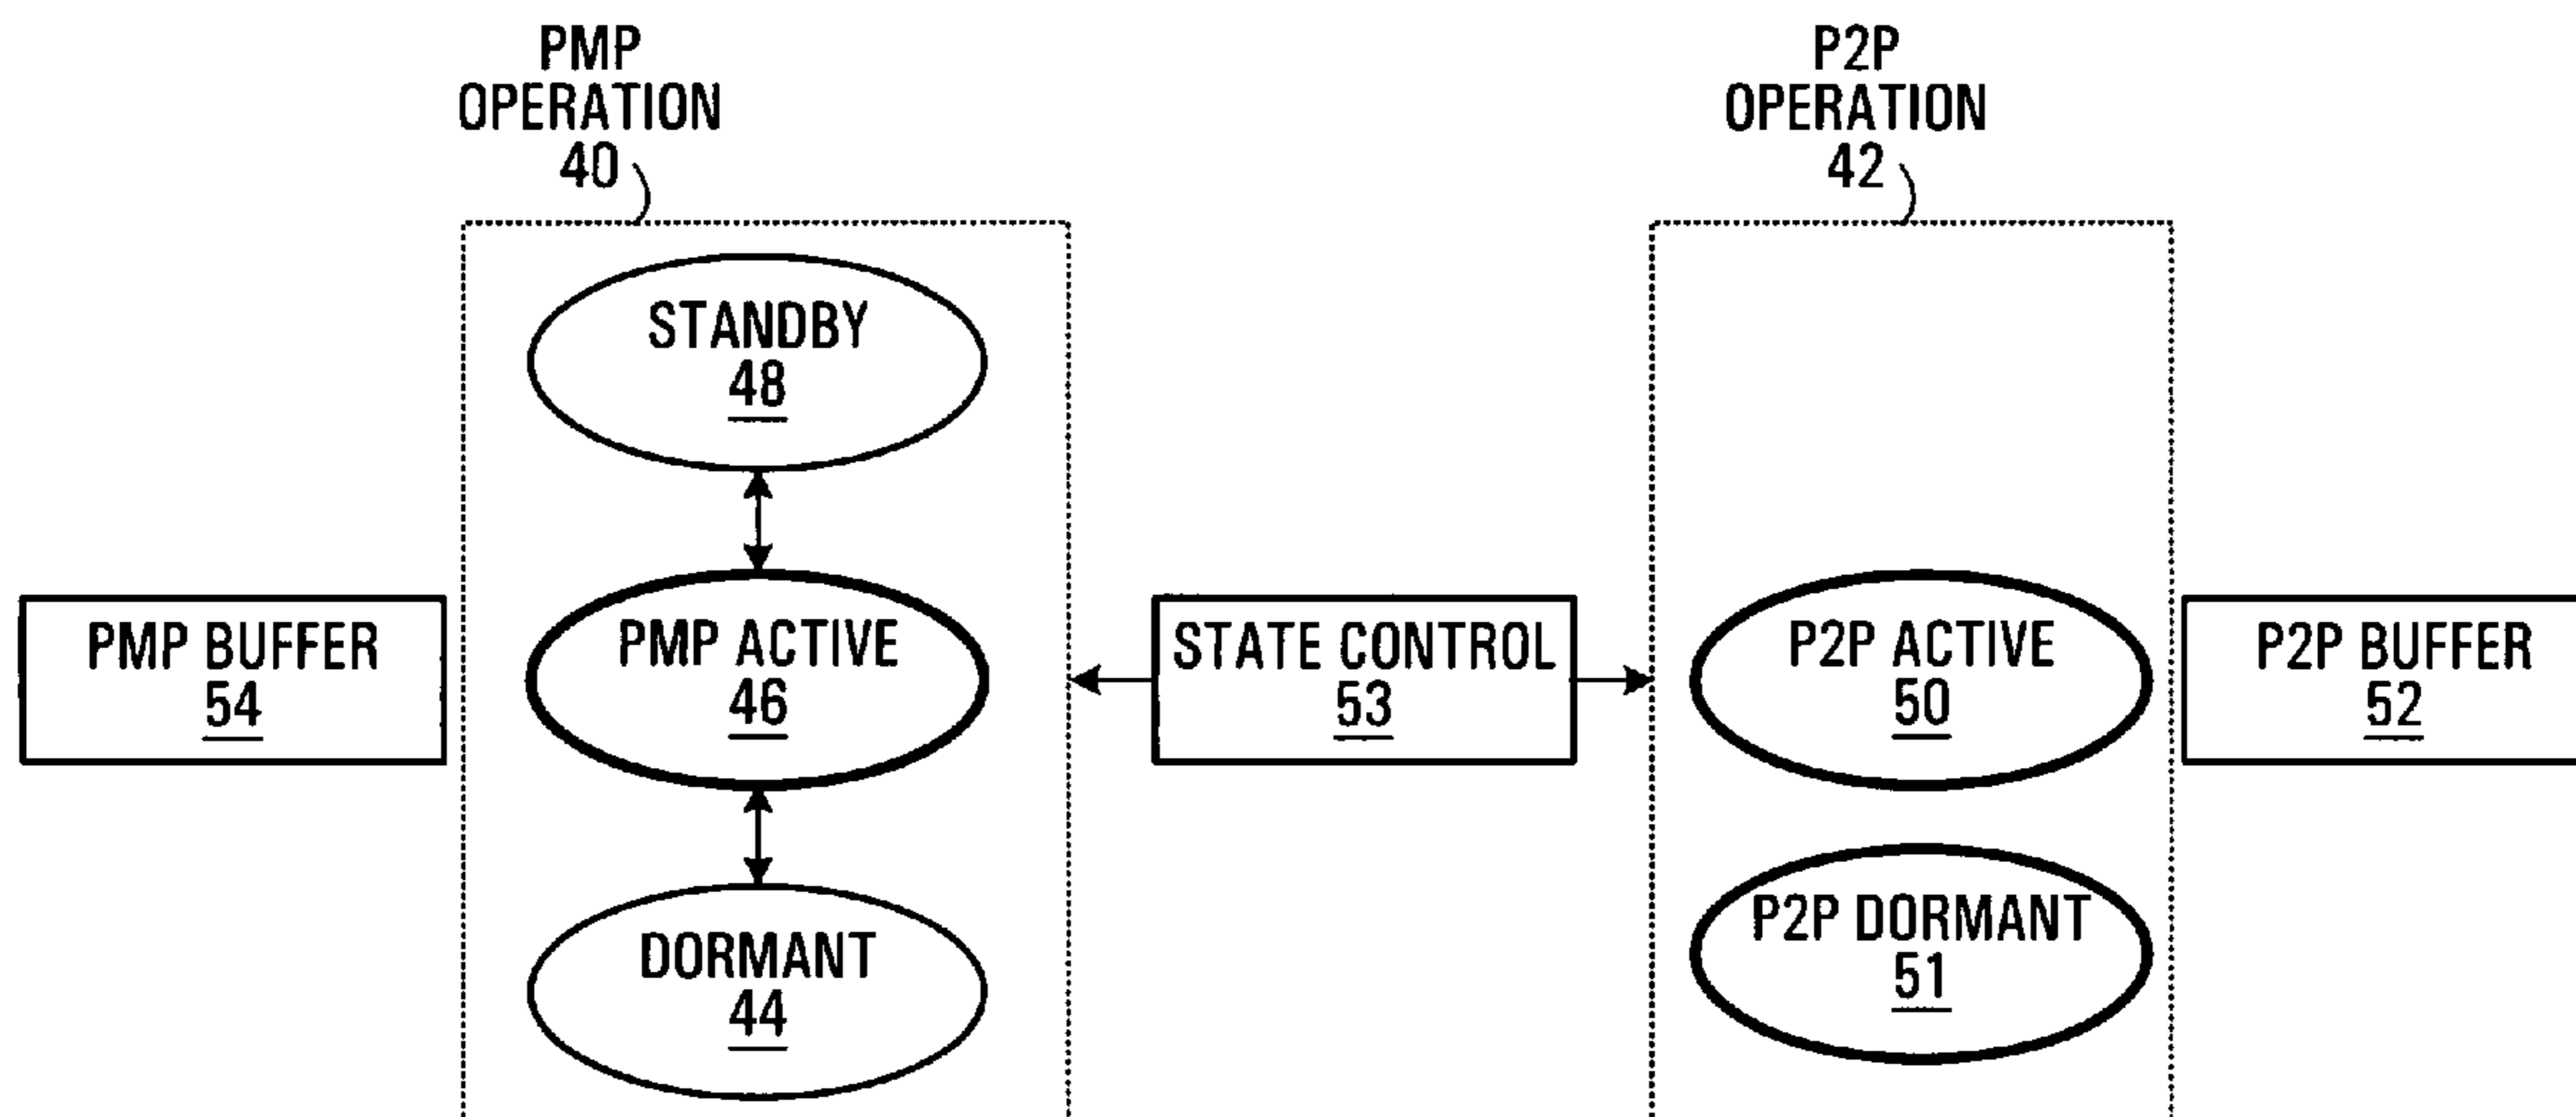 PMP
OPERATION
40
P2P
OPERATION
42
STANDBY
48
PMP BUFFER
54
PMP ACTIVE
46
STATE CONTROL
53
P2P ACTIVE
50
P2P BUFFER
52
DORMANT
44
P2P DORMANT
51